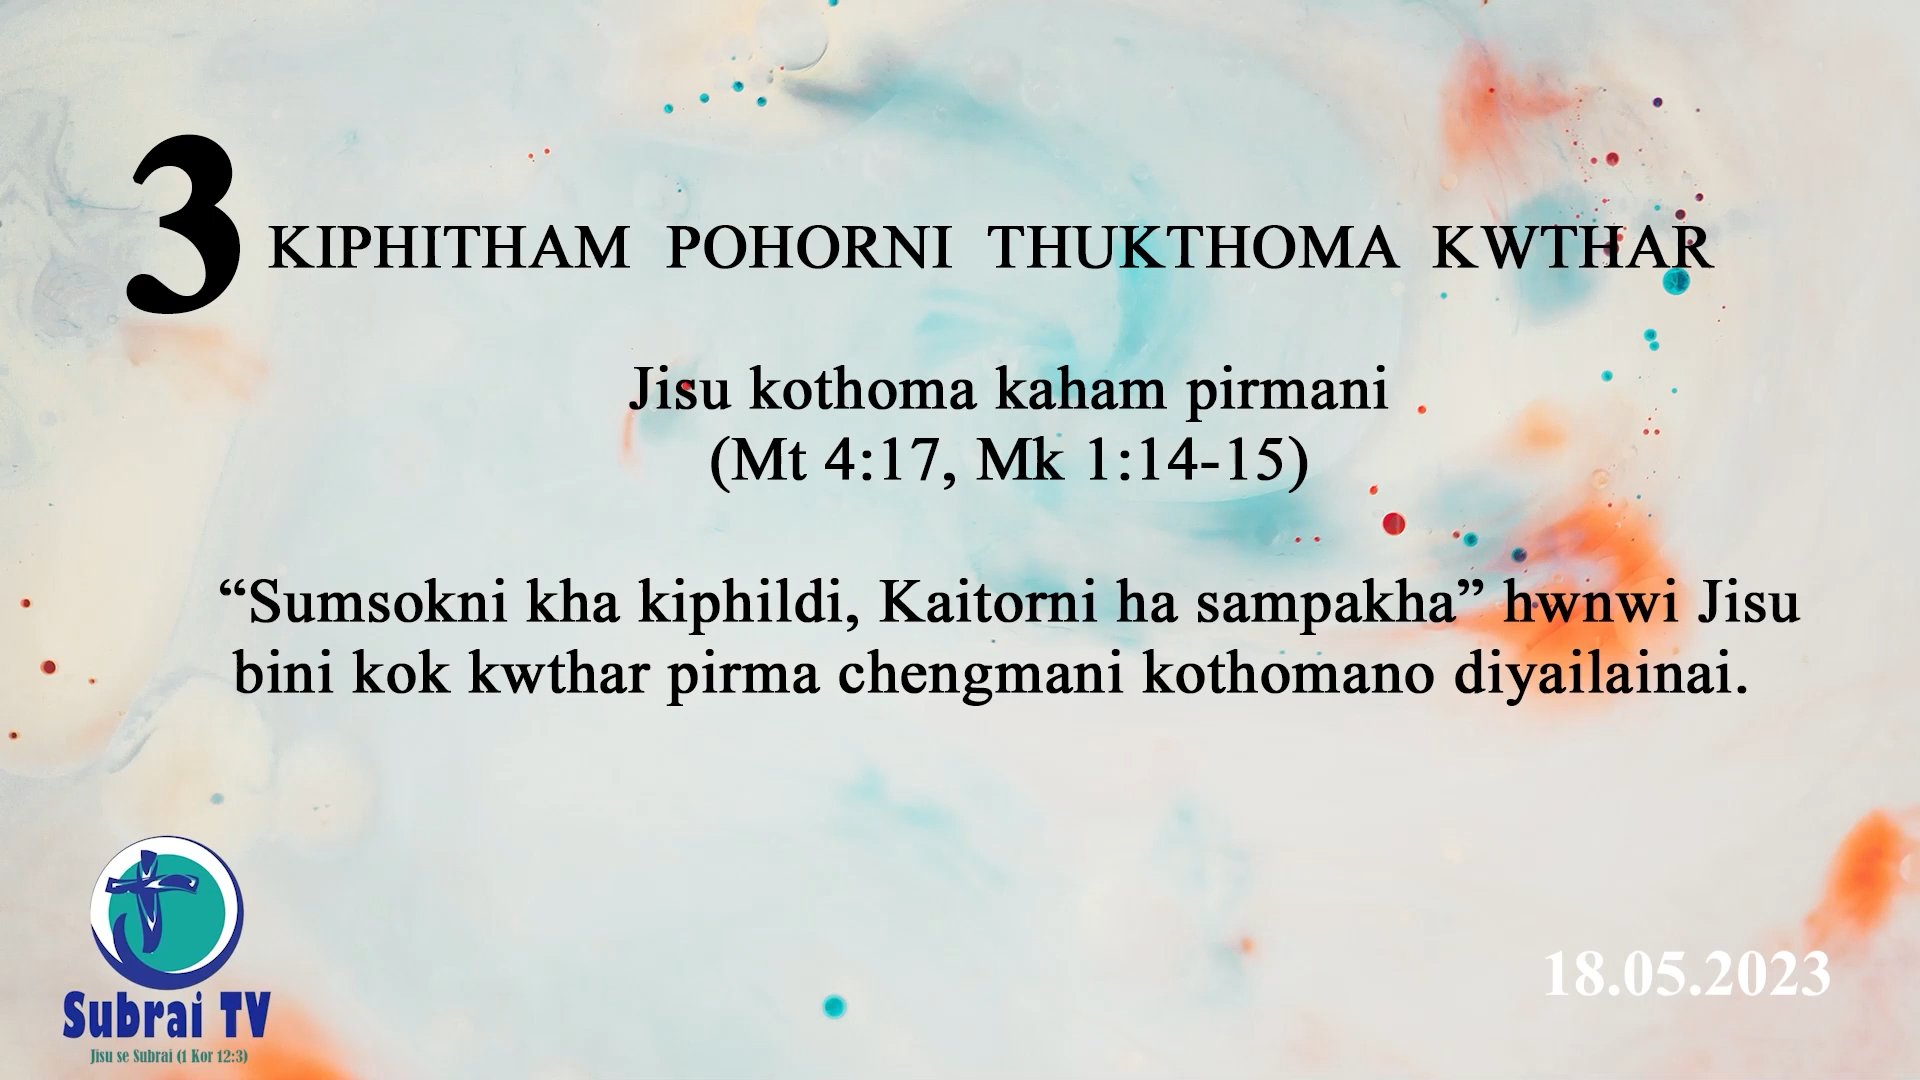 3 KIPHITHAM POHORNI THUKTHOMA KWTHAR
Jisu kothoma kaham pirmani
(Mt 4:17, Mk 1:14-15)
“Sumsokni kha kiphildi, Kaitorni ha sampakha” hwnwi Jisu
bini kok kwthar pirma chengmani kothomano diyailainai.
Subrai TV
Jisu se Subrai (1 Kor 12:3)
18.05.2023